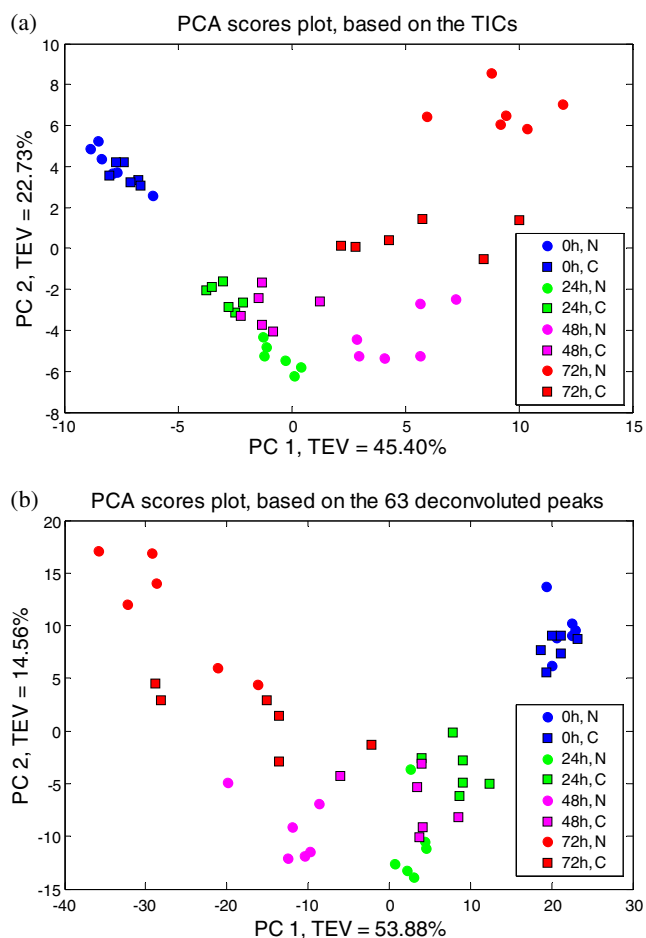 (a)
PCA scores plot, based on the TICs
10
8
6
4
2
0
-2
-4
-6
-8
PC 2, TEV = 22.73%
-10
-5
0
5
10
15
PC 1, TEV = 45.40%
0h, N
0h, C
24h, N
24h, C
48h, N
48h, C
72h, N
72h, C
(b)
PCA scores plot, based on the 63 deconvoluted peaks
20
15
10
5
0
-5
-10
-15
PC 2, TEV = 14.56%
-40
-30
-20
-10
0
10
20
30
PC 1, TEV = 53.88%
0h, N
0h, C
24h, N
24h, C
48h, N
48h, C
72h, N
72h, C